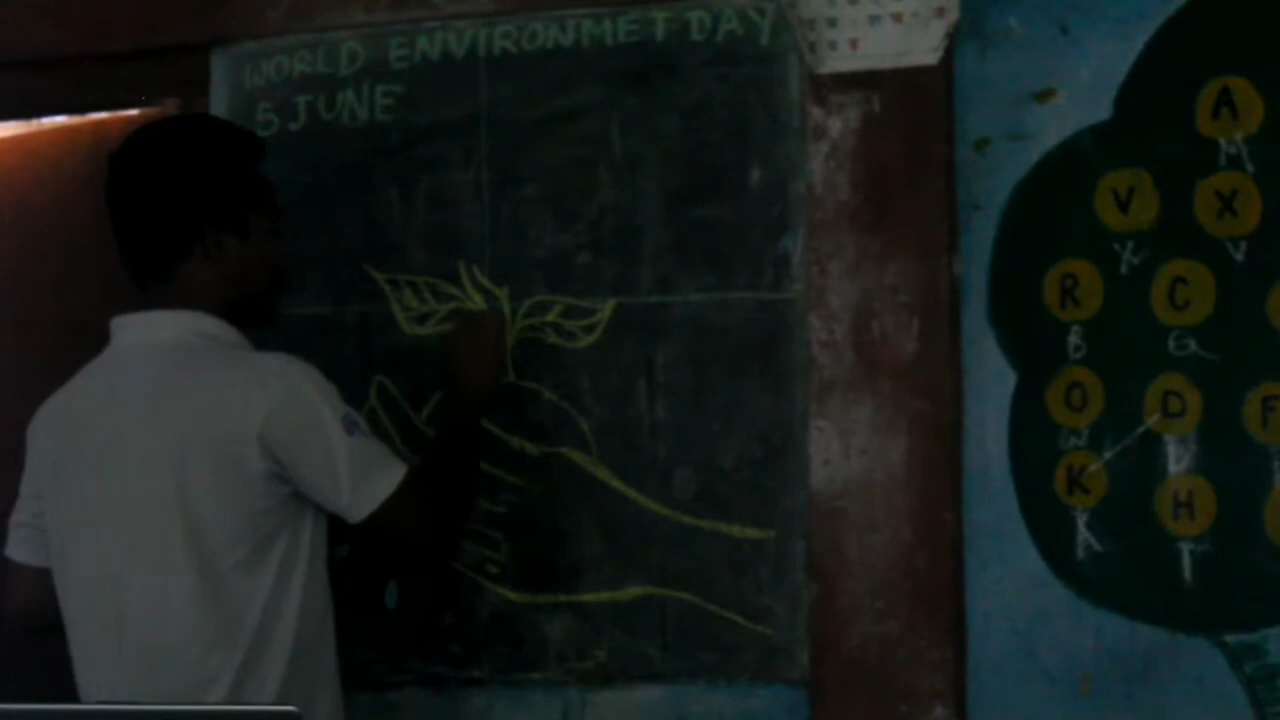 WORLD ENVIRONMET DAY
5 JUNE
A
M
V X
X V
R C
B G
O D F
W
K H
K